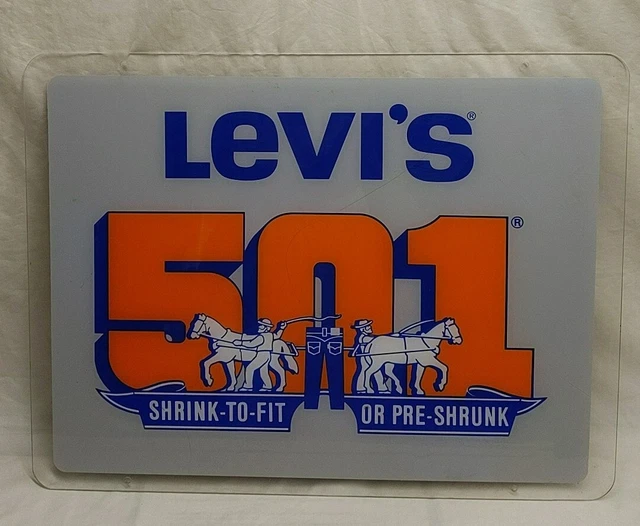 LEVI'S®
501®
SHRINK-TO-FIT OR PRE-SHRUNK